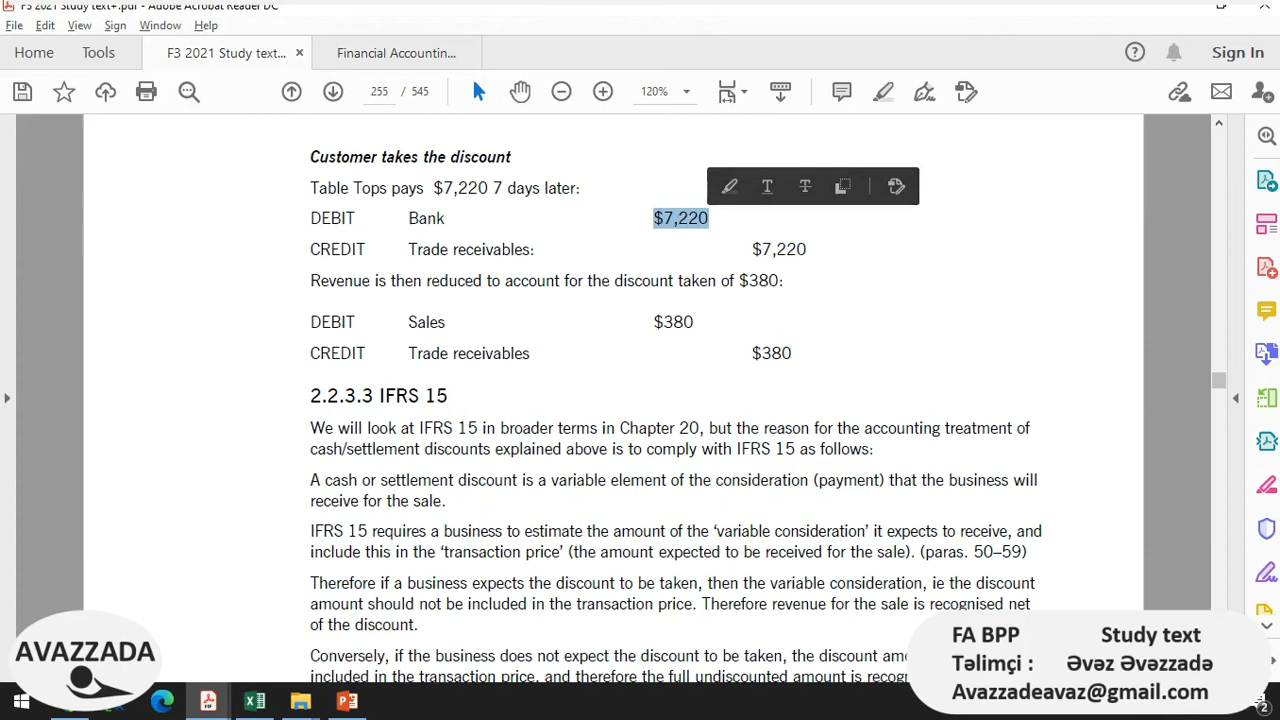 F3 2021 Study text+.pdf - Adobe Acrobat Reader DC
File Edit View Sign Window Help
Home Tools F3 2021 Study text... × Financial Accountin... Sign In
255 / 545 120%
Customer takes the discount
Table Tops pays $7,220 7 days later:
DEBIT Bank $7,220
CREDIT Trade receivables: $7,220
Revenue is then reduced to account for the discount taken of $380:
DEBIT Sales $380
CREDIT Trade receivables $380
2.2.3.3 IFRS 15
We will look at IFRS 15 in broader terms in Chapter 20, but the reason for the accounting treatment of
cash/settlement discounts explained above is to comply with IFRS 15 as follows:
A cash or settlement discount is a variable element of the consideration (payment) that the business will
receive for the sale.
IFRS 15 requires a business to estimate the amount of the ‘variable consideration’ it expects to receive, and
include this in the ‘transaction price’ (the amount expected to be received for the sale). (paras. 50–59)
Therefore if a business expects the discount to be taken, then the variable consideration, ie the discount
amount should not be included in the transaction price. Therefore revenue for the sale is recognised net
of the discount.
Conversely, if the business does not expect the discount to be taken, the discount
included in the transaction price, and therefore the full undiscounted amount is
AVAZZADA
FA BPP Study text
Təlimçi : Əvəz Əvəzzadə
Avazzadeavaz@gmail.com
2